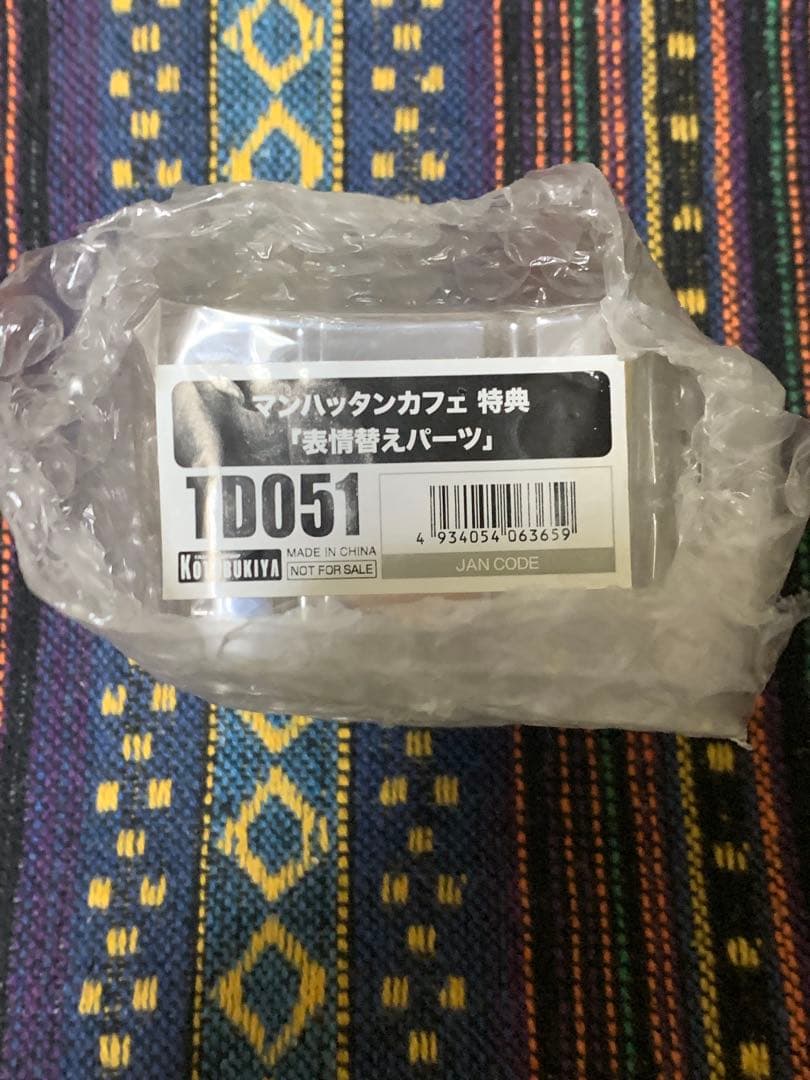 マンハッタンカフェ 特典
「表情替えパーツ」
TD051
KOTOBUKIYA
MADE IN CHINA
NOT FOR SALE
4 934054 063659
JAN CODE